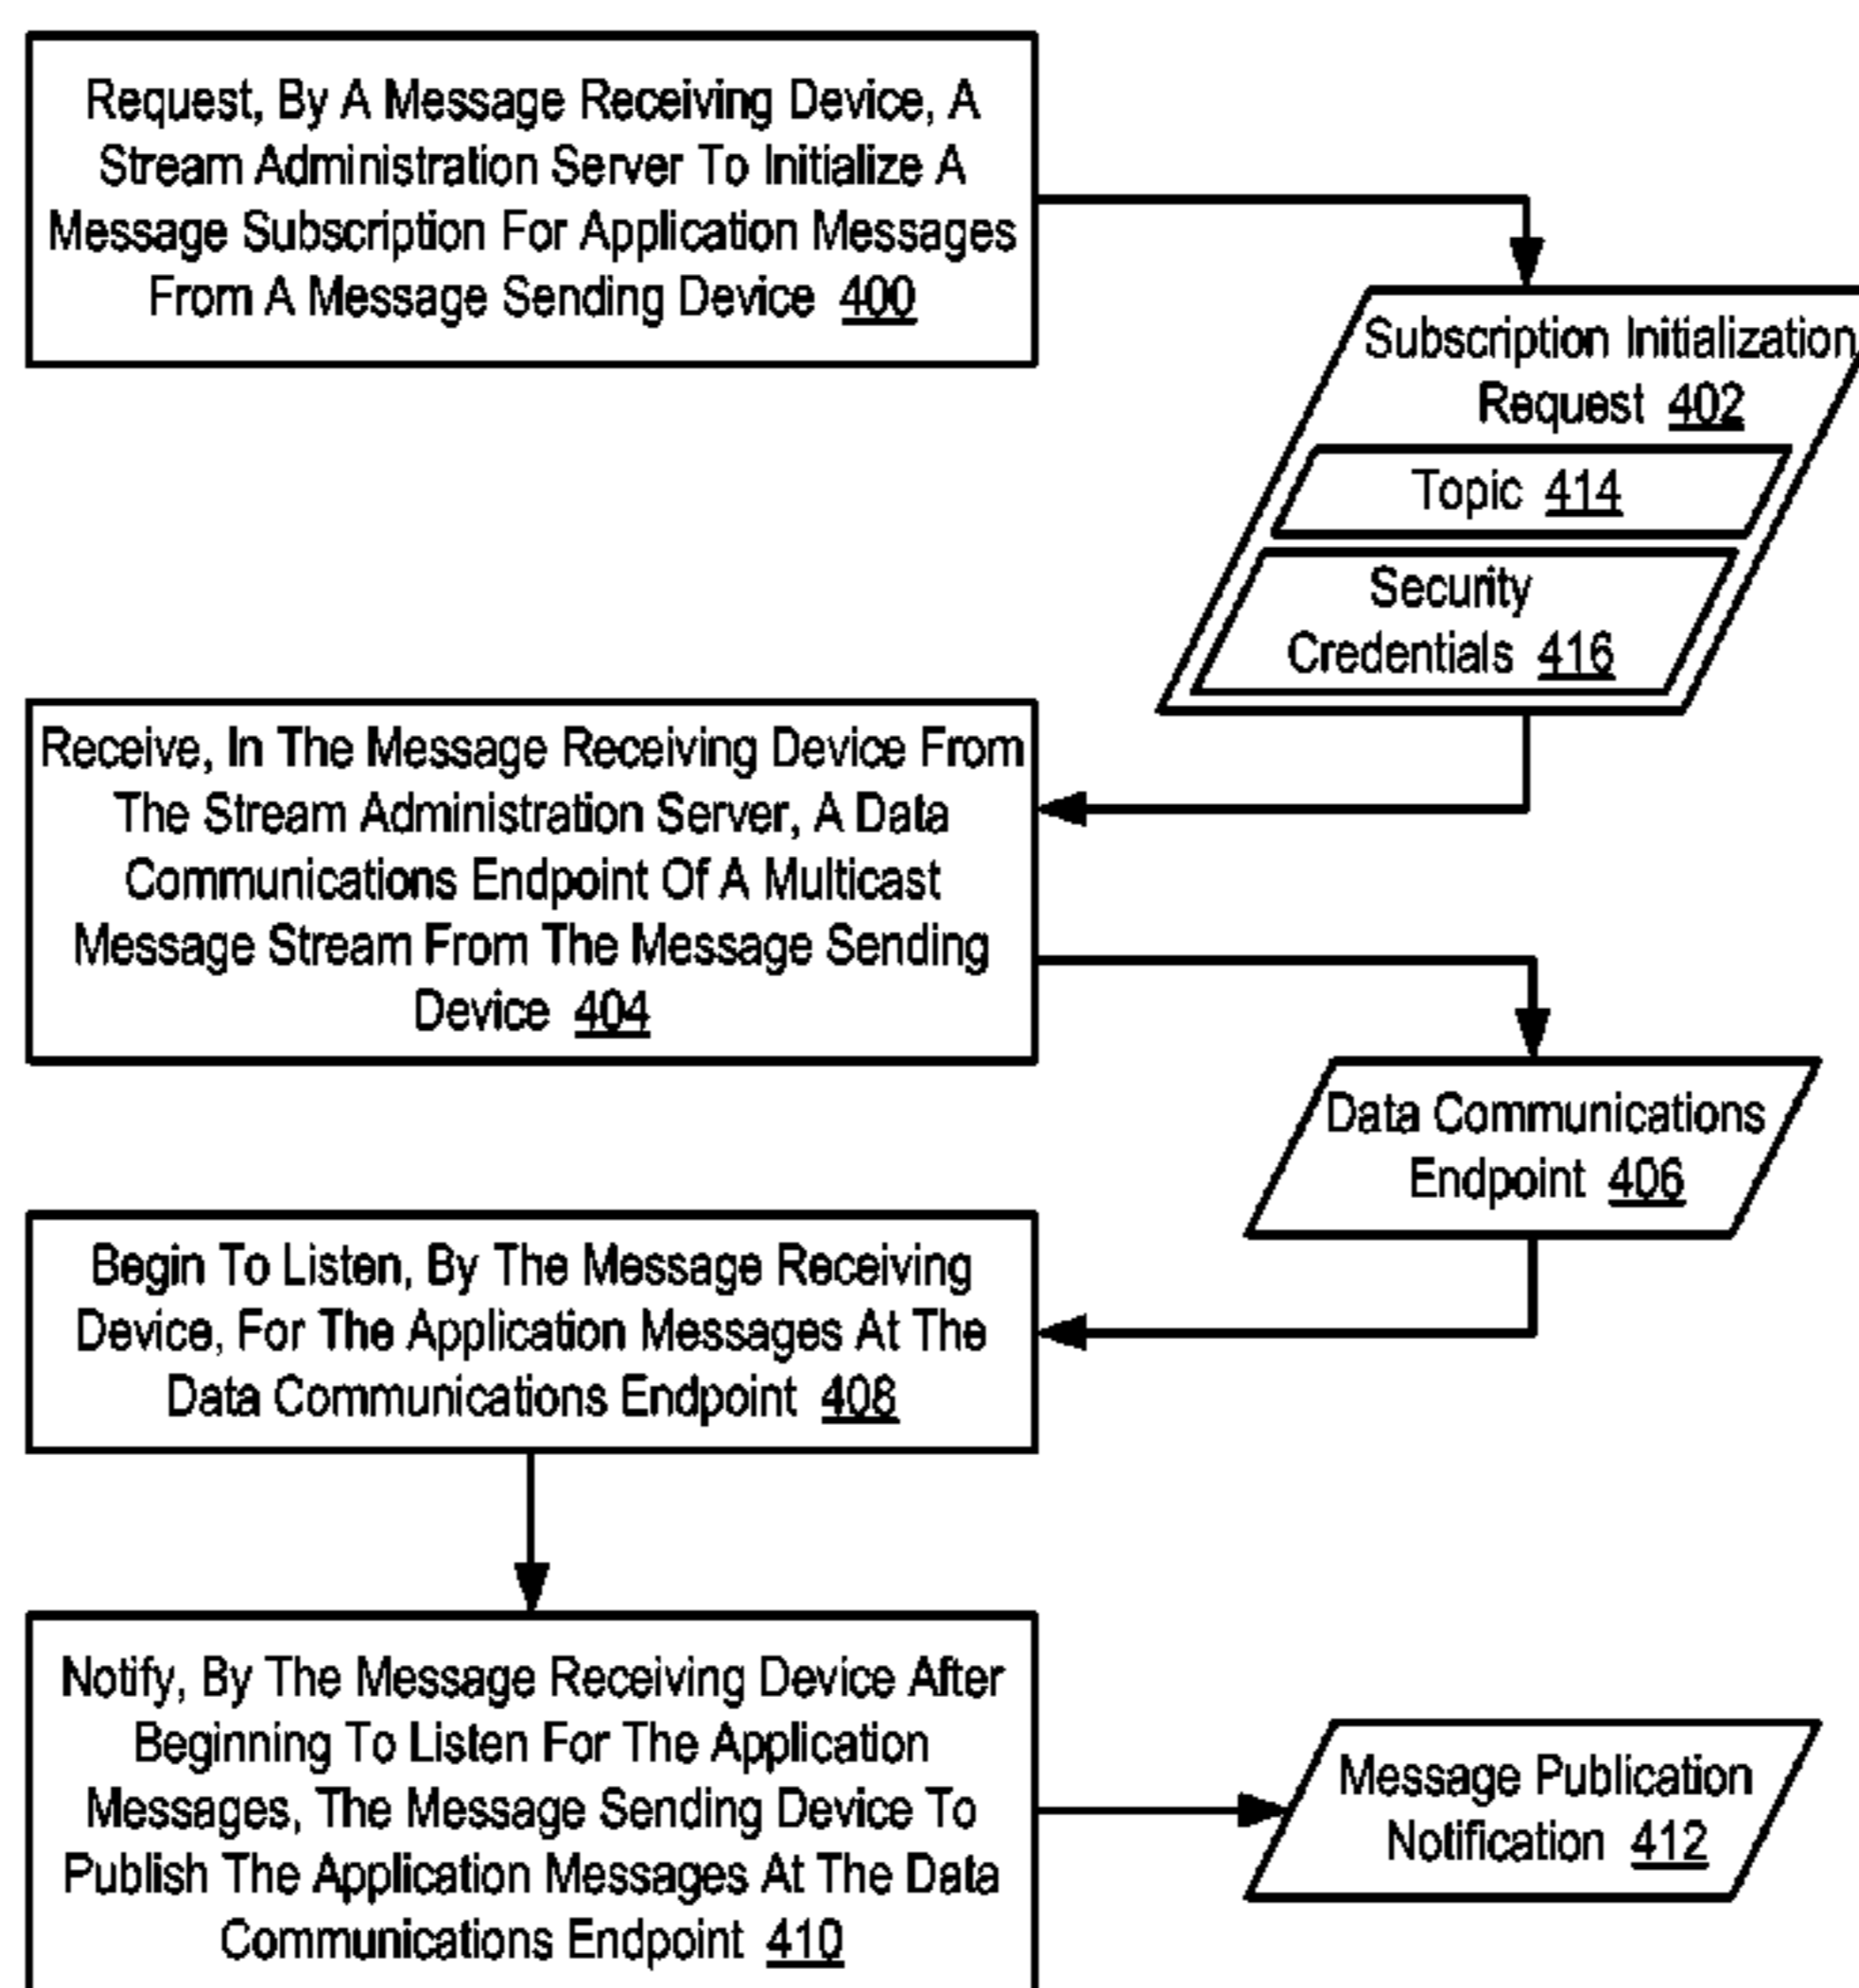 Request, By A Message Receiving Device, A
Stream Administration Server To Initialize A
Message Subscription For Application Messages
From A Message Sending Device 400
Subscription Initialization
Request 402
Topic 414
Security
Credentials 416
Receive, In The Message Receiving Device From
The Stream Administration Server, A Data
Communications Endpoint Of A Multicast
Message Stream From The Message Sending
Device 404
Data Communications
Endpoint 406
Begin To Listen, By The Message Receiving
Device, For The Application Messages At The
Data Communications Endpoint 408
Notify, By The Message Receiving Device After
Beginning To Listen For The Application
Messages, The Message Sending Device To
Publish The Application Messages At The Data
Communications Endpoint 410
Message Publication
Notification 412